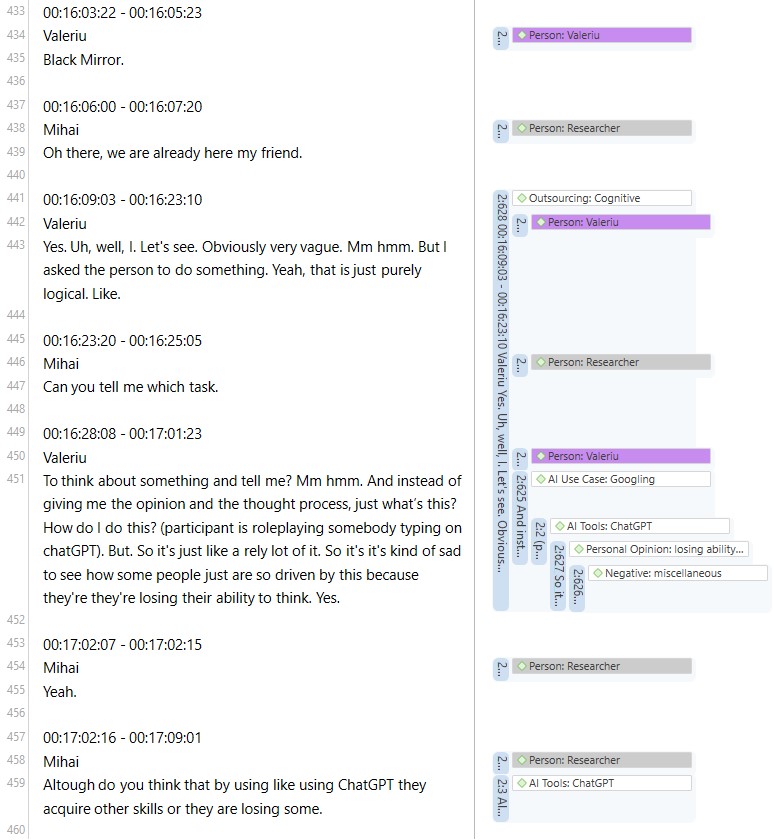 433 00:16:03:22 - 00:16:05:23
434 Valeriu
2... Person: Valeriu
435 Black Mirror.
436
437 00:16:06:00 - 00:16:07:20
438 Mihai
2... Person: Researcher
439 Oh there, we are already here my friend.
440
441 00:16:09:03 - 00:16:23:10
2:628 00:16:09:03 - 00:16:23:10 Valeriu Yes. Uh, well, I. Let's see. Obvious...
Outsourcing: Cognitive
442 Valeriu
2... Person: Valeriu
443 Yes. Uh, well, I. Let's see. Obviously very vague. Mm hmm. But I
asked the person to do something. Yeah, that is just purely
logical. Like.
444
445 00:16:23:20 - 00:16:25:05
446 Mihai
2... Person: Researcher
447 Can you tell me which task.
448
449 00:16:28:08 - 00:17:01:23
450 Valeriu
2... Person: Valeriu
451 To think about something and tell me? Mm hmm. And instead of
giving me the opinion and the thought process, just what's this?
How do I do this? (participant is roleplaying somebody typing on
chatGPT). But. So it's just like a rely lot of it. So it's it's kind of sad
to see how some people just are so driven by this because
they're they're losing their ability to think. Yes.
2:625 And inst... AI Use Case: Googling
2:2 (p... AI Tools: ChatGPT
2:627 So it... Personal Opinion: losing ability...
2:626... Negative: miscellaneous
452
453 00:17:02:07 - 00:17:02:15
454 Mihai
2... Person: Researcher
455 Yeah.
456
457 00:17:02:16 - 00:17:09:01
458 Mihai
2... Person: Researcher
459 Altough do you think that by using like using ChatGPT they
acquire other skills or they are losing some.
2:3 Al... AI Tools: ChatGPT
460